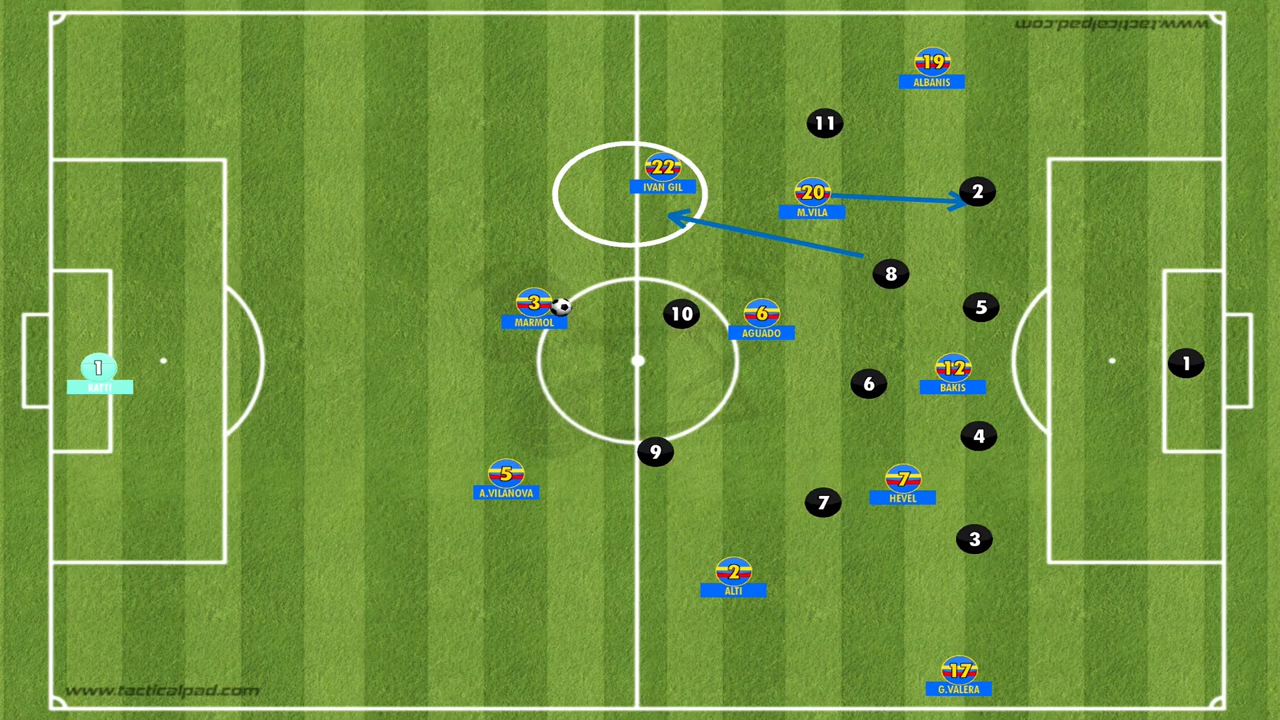 www.tacticalpad.com
19
ALBANIS
11
22
IVAN GIL
20
M.VILA
2
8
3
MARMOL
10
6
AGUADO
5
1
RATTI
6
12
BAKIS
1
9
4
5
A.VILANOVA
7
7
HEVEL
3
2
ALTI
17
G.VALERA
www.tacticalpad.com